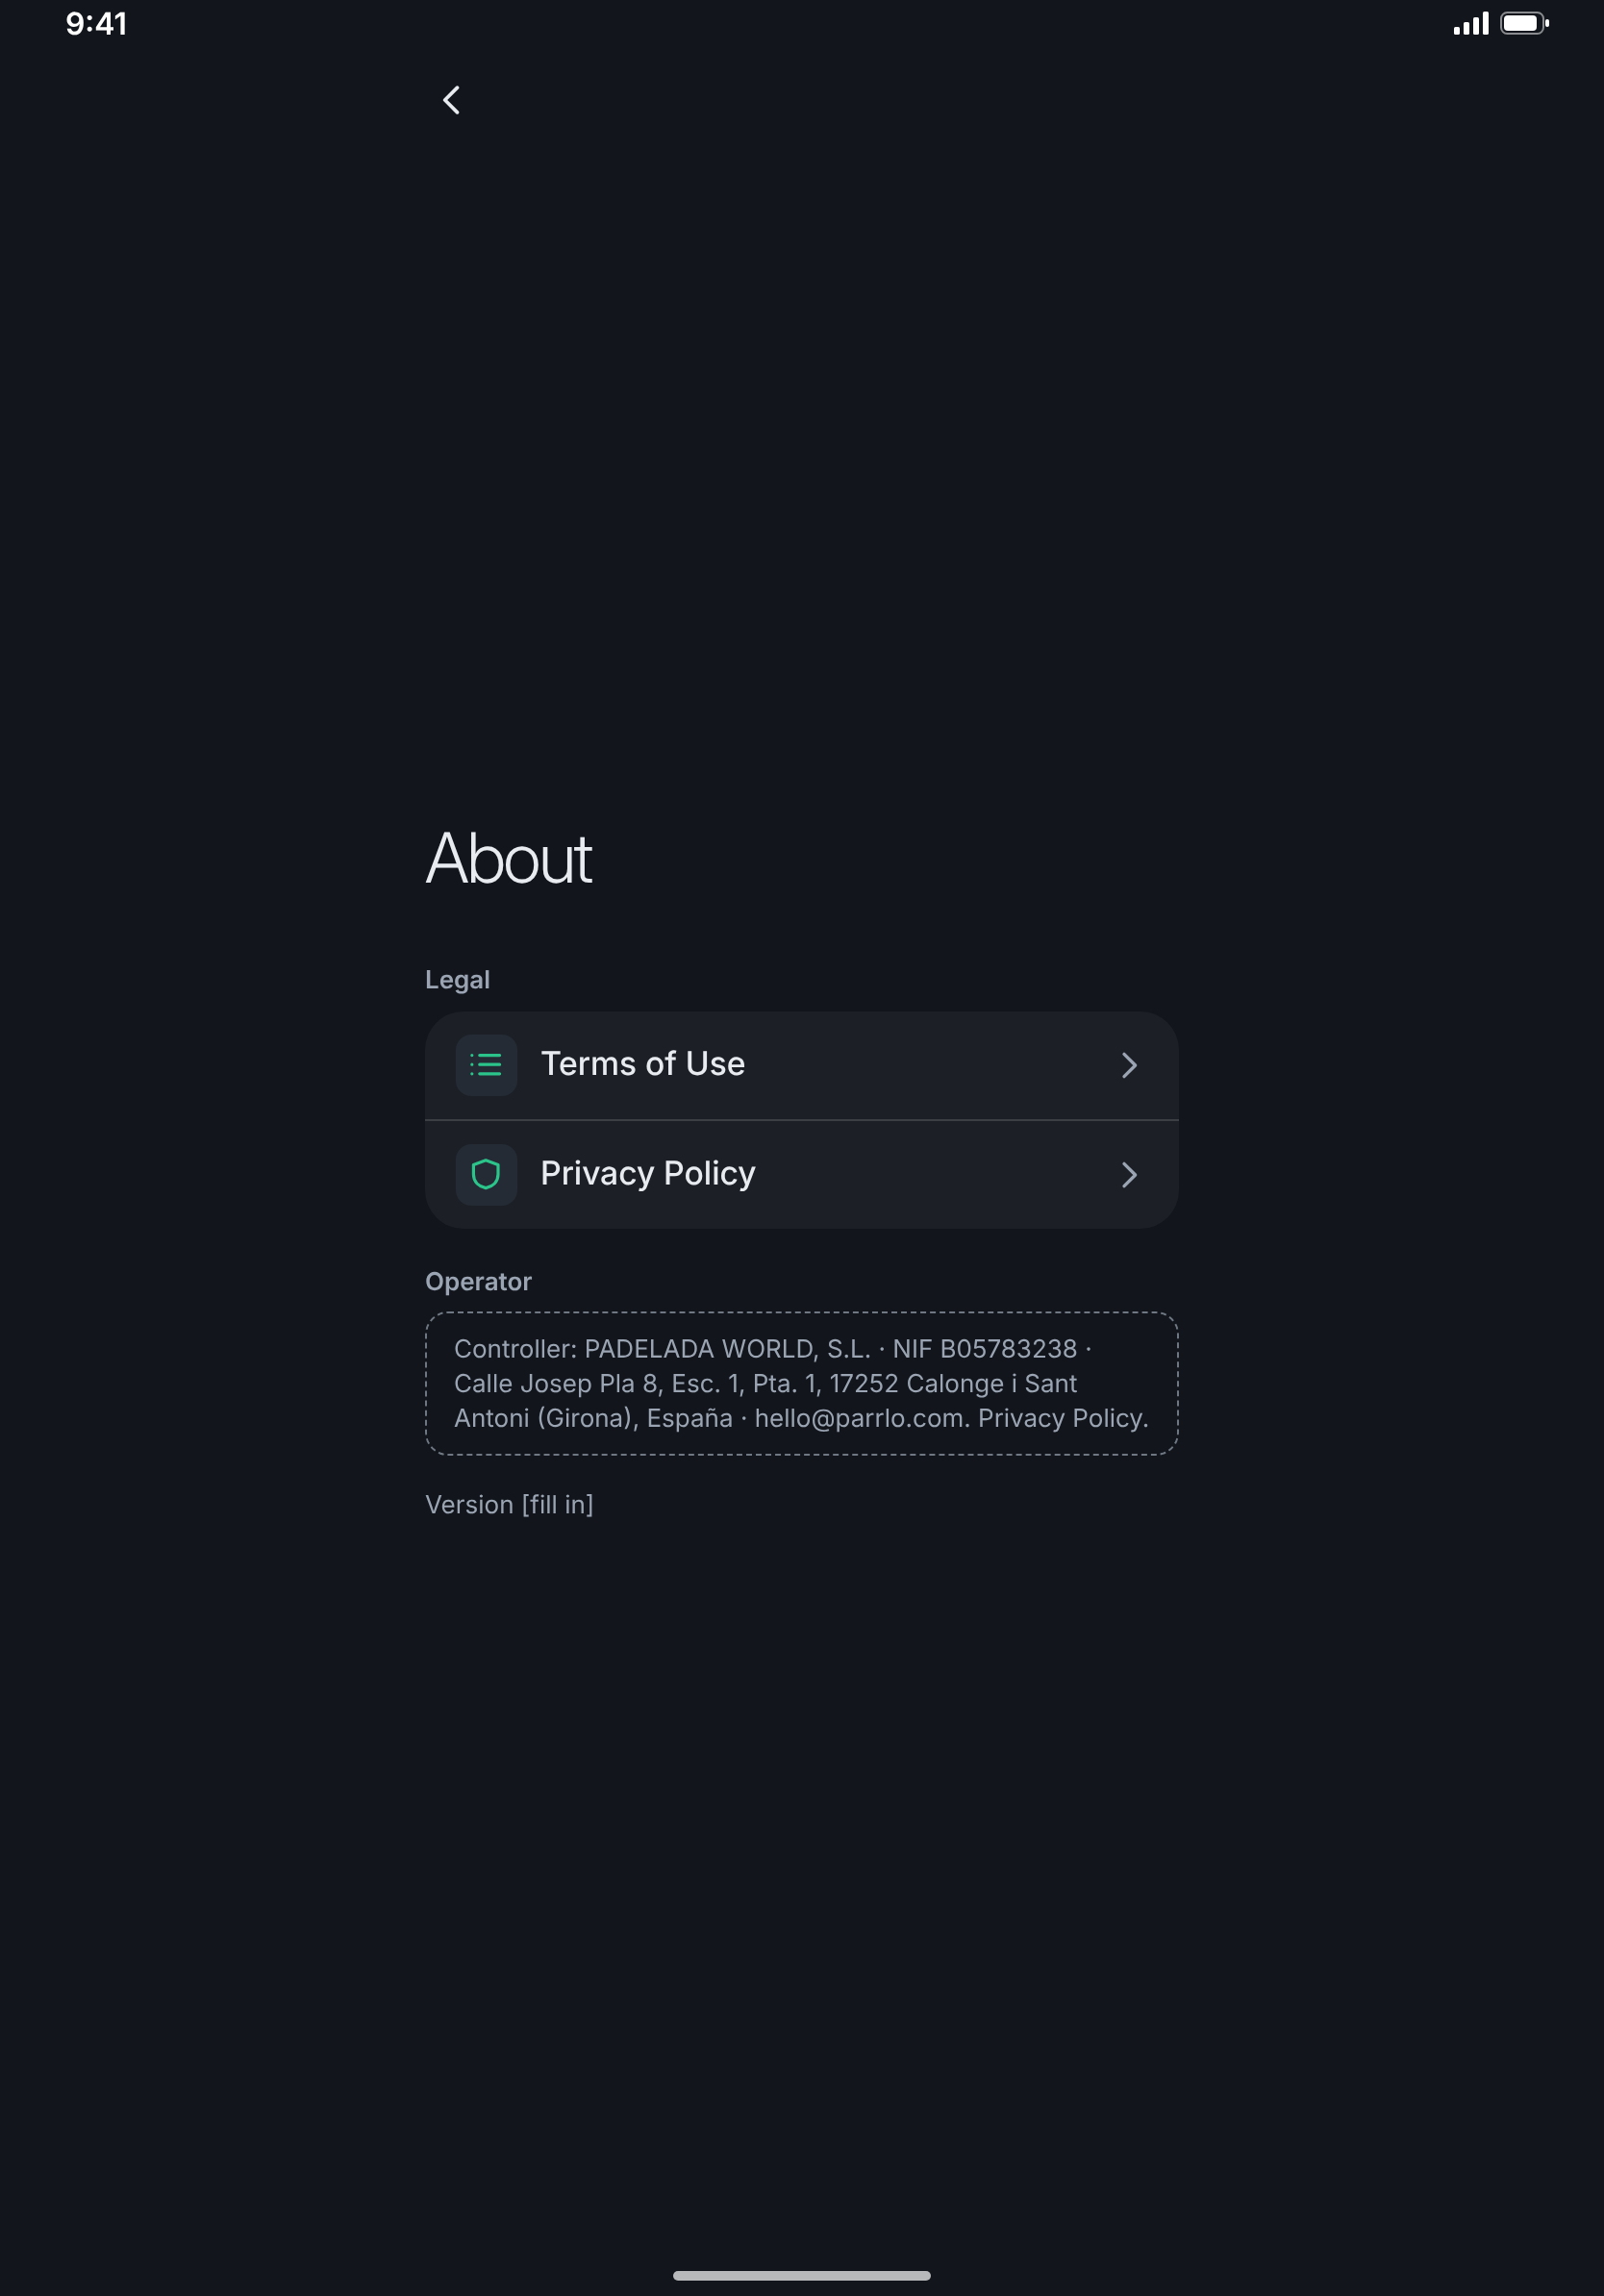 9:41
About
Legal
Terms of Use
Privacy Policy
Operator
Controller: PADELADA WORLD, S.L. · NIF B05783238 ·
Calle Josep Pla 8, Esc. 1, Pta. 1, 17252 Calonge i Sant
Antoni (Girona), España · hello@parrlo.com. Privacy Policy.
Version [fill in]